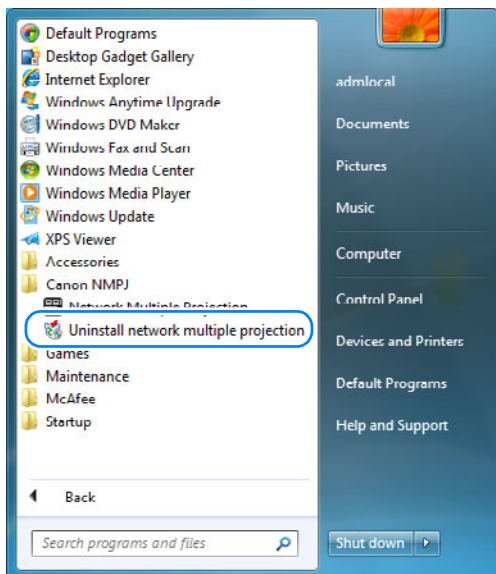 Default Programs
Desktop Gadget Gallery
Internet Explorer
Windows Anytime Upgrade
Windows DVD Maker
Windows Fax and Scan
Windows Media Center
Windows Media Player
Windows Update
XPS Viewer
Accessories
Canon NMPJ
Network Multiple Projection
Uninstall network multiple projection
Games
Maintenance
McAfee
Startup
Back
Search programs and files
admlocal
Documents
Pictures
Music
Computer
Control Panel
Devices and Printers
Default Programs
Help and Support
Shut down